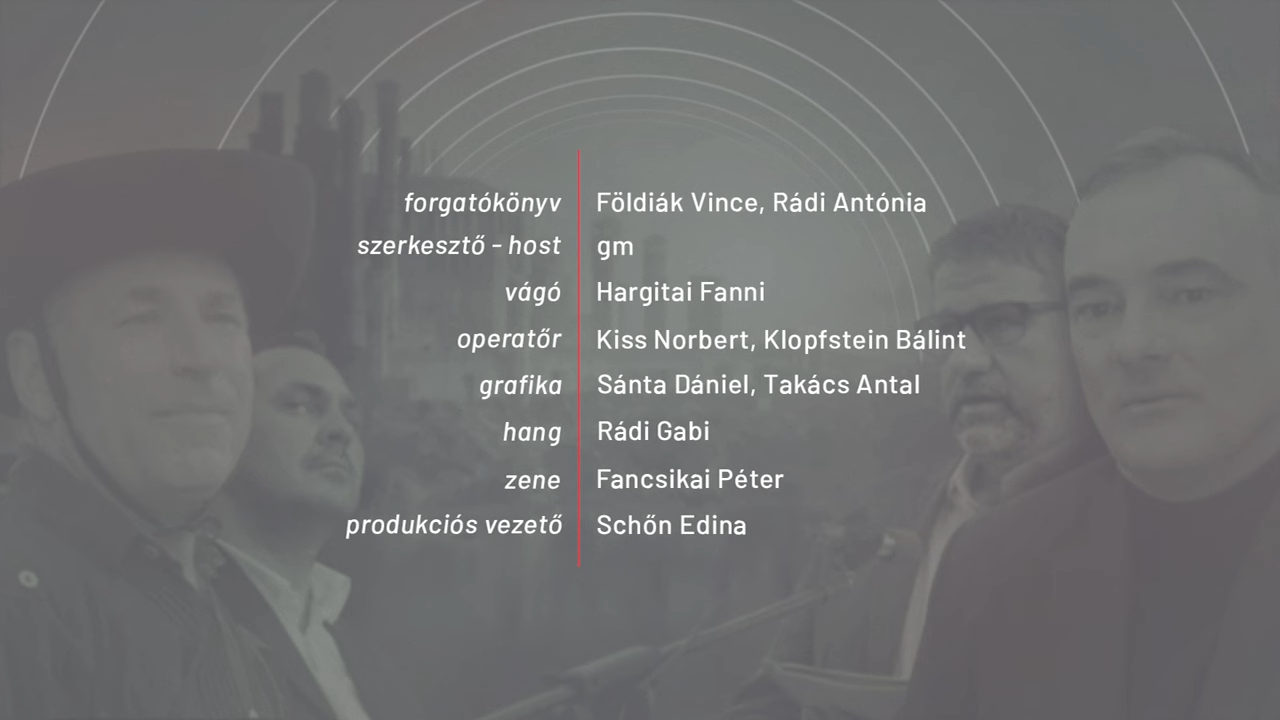 forgatókönyv Földiák Vince, Rádi Antónia
szerkesztő - host gm
vágó Hargitai Fanni
operatőr Kiss Norbert, Klopfstein Bálint
grafika Sánta Dániel, Takács Antal
hang Rádi Gabi
zene Fancsikai Péter
produkciós vezető Schőn Edina